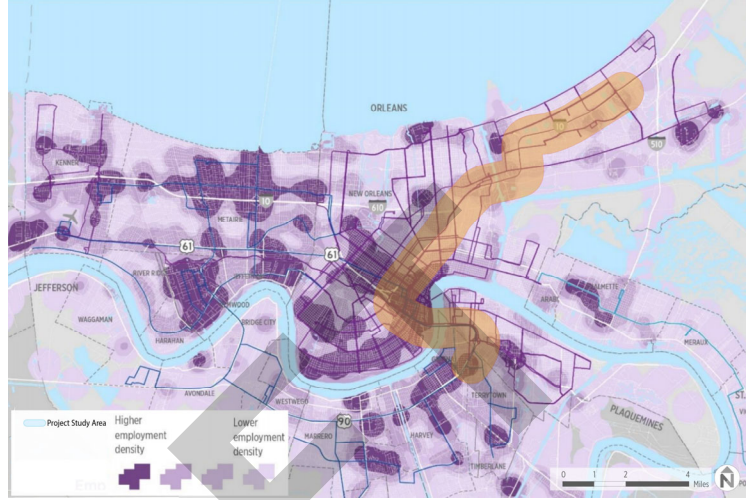 ORLEANS
KENNER
NEW ORLEANS
10
510
610
10
METAIRIE
61
61
RIVER RIDGE
JEFFERSON
WAGGAMAN
BRIDGE CITY
HARAHAN
ARABI
MERAUX
AVONDALE
WESTWEGO
TERRYTOWN
PLAQUEMINES
90
MARRERO
HARVEY
TIMBERLANE
ST.
Project Study Area
Higher employment density
Lower employment density
0 1 2 4
Miles
N